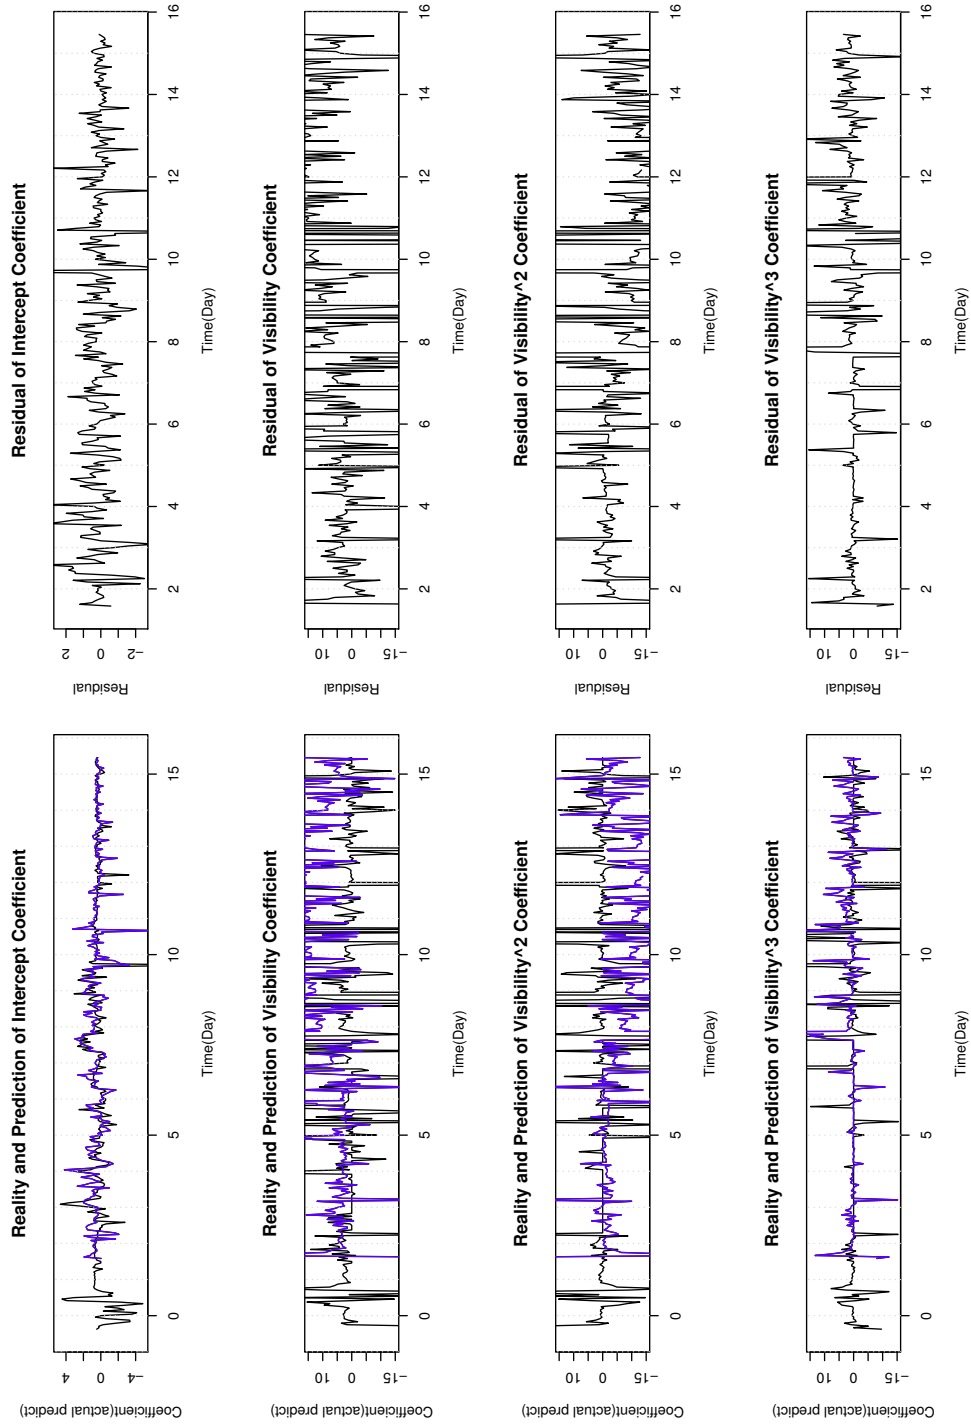 Reality and Prediction of Intercept Coefficient
Coefficient(actual predict)
4
0
−4
0 5 10 15
Time(Day)
Residual of Intercept Coefficient
Residual
2
0
−2
2 4 6 8 10 12 14 16
Time(Day)
Reality and Prediction of Visibility Coefficient
Coefficient(actual predict)
10
0
−15
0 5 10 15
Time(Day)
Residual of Visibility Coefficient
Residual
10
0
−15
2 4 6 8 10 12 14 16
Time(Day)
Reality and Prediction of Visibility^2 Coefficient
Coefficient(actual predict)
10
0
−15
0 5 10 15
Time(Day)
Residual of Visibility^2 Coefficient
Residual
10
0
−15
2 4 6 8 10 12 14 16
Time(Day)
Reality and Prediction of Visibility^3 Coefficient
Coefficient(actual predict)
10
0
−15
0 5 10 15
Time(Day)
Residual of Visibility^3 Coefficient
Residual
10
0
−15
2 4 6 8 10 12 14 16
Time(Day)